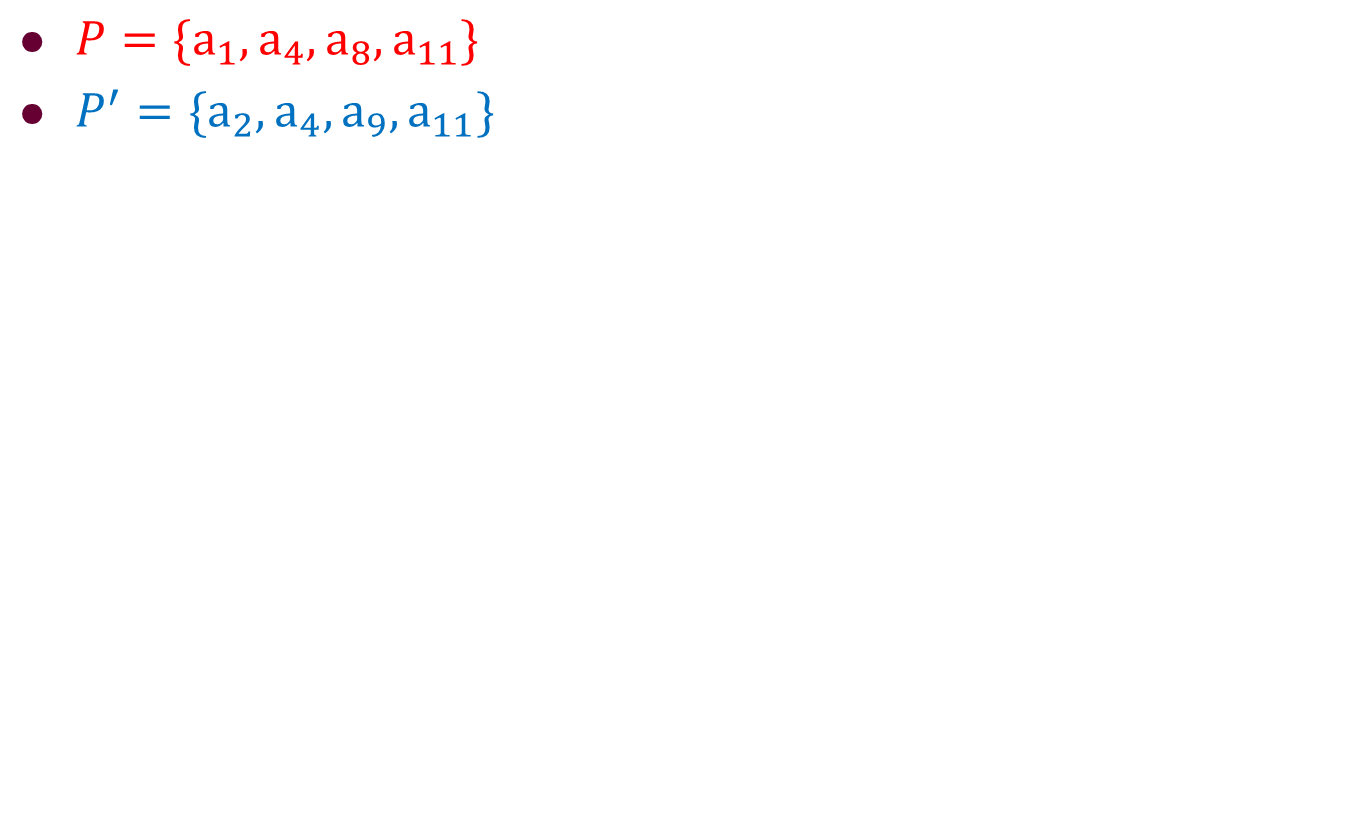 • P = {a₁, a₄, a₈, a₁₁}
• P′ = {a₂, a₄, a₉, a₁₁}